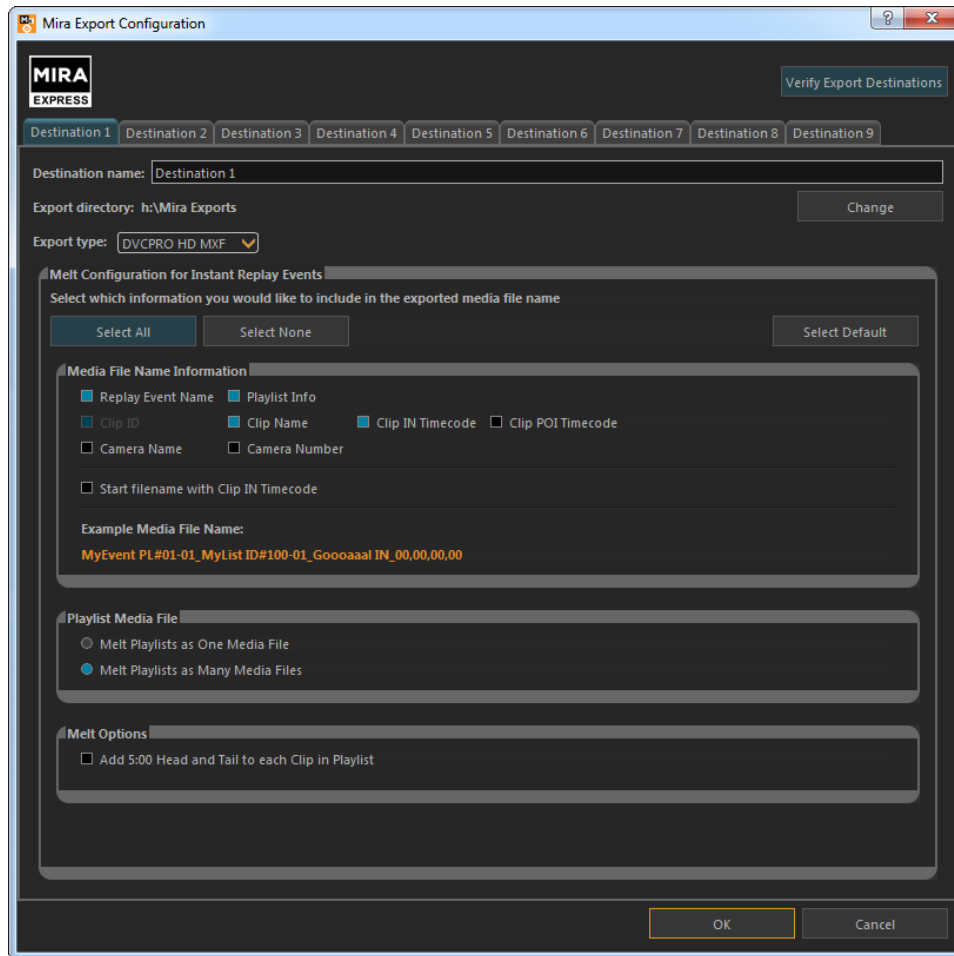 Mira Export Configuration
MIRA
EXPRESS
Verify Export Destinations
Destination 1 Destination 2 Destination 3 Destination 4 Destination 5 Destination 6 Destination 7 Destination 8 Destination 9
Destination name: Destination 1
Export directory: h:\Mira Exports Change
Export type: DVCPRO HD MXF
Melt Configuration for Instant Replay Events
Select which information you would like to include in the exported media file name
Select All Select None Select Default
Media File Name Information
Replay Event Name Playlist Info
Clip ID Clip Name Clip IN Timecode Clip POI Timecode
Camera Name Camera Number
Start filename with Clip IN Timecode
Example Media File Name:
MyEvent PL#01-01_MyList ID#100-01_Goooaaal IN_00,00,00,00
Playlist Media File
Melt Playlists as One Media File
Melt Playlists as Many Media Files
Melt Options
Add 5:00 Head and Tail to each Clip in Playlist
OK Cancel